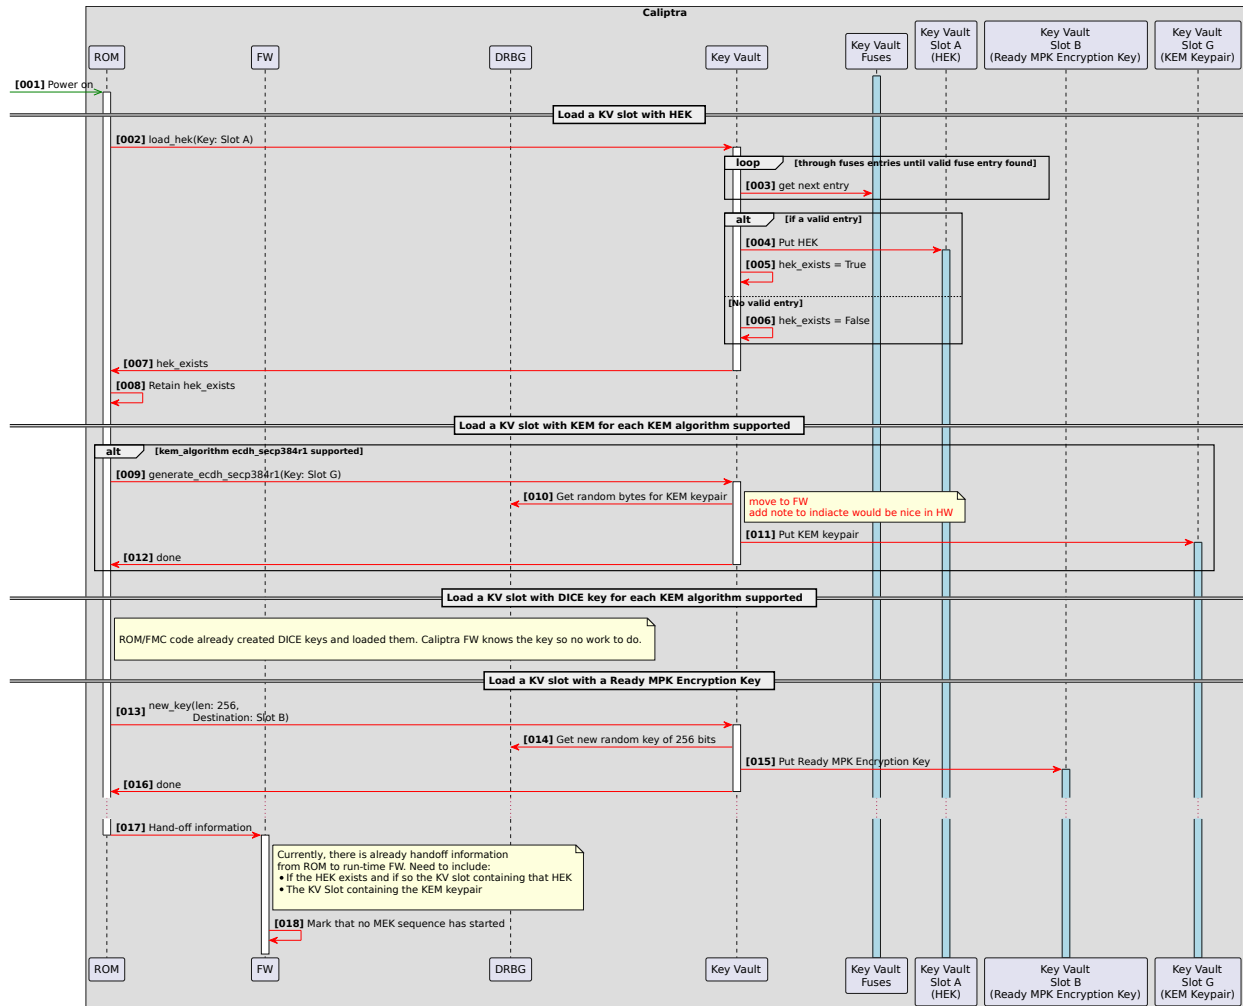 Caliptra
ROM
FW
DRBG
Key Vault
Key Vault
Fuses
Key Vault
Slot A
(HEK)
Key Vault
Slot B
(Ready MPK Encryption Key)
Key Vault
Slot G
(KEM Keypair)
[001] Power on
Load a KV slot with HEK
[002] load_hek(Key: Slot A)
loop [through fuses entries until valid fuse entry found]
[003] get next entry
alt [if a valid entry]
[004] Put HEK
[005] hek_exists = True
[No valid entry]
[006] hek_exists = False
[007] hek_exists
[008] Retain hek_exists
Load a KV slot with KEM for each KEM algorithm supported
alt [kem_algorithm ecdh_secp384r1 supported]
[009] generate_ecdh_secp384r1(Key: Slot G)
[010] Get random bytes for KEM keypair
move to FW
add note to indiacte would be nice in HW
[011] Put KEM keypair
[012] done
Load a KV slot with DICE key for each KEM algorithm supported
ROM/FMC code already created DICE keys and loaded them. Caliptra FW knows the key so no work to do.
Load a KV slot with a Ready MPK Encryption Key
[013] new_key(len: 256,
Destination: Slot B)
[014] Get new random key of 256 bits
[015] Put Ready MPK Encryption Key
[016] done
[017] Hand-off information
Currently, there is already handoff information
from ROM to run-time FW. Need to include:
• If the HEK exists and if so the KV slot containing that HEK
• The KV Slot containing the KEM keypair
[018] Mark that no MEK sequence has started
ROM
FW
DRBG
Key Vault
Key Vault
Fuses
Key Vault
Slot A
(HEK)
Key Vault
Slot B
(Ready MPK Encryption Key)
Key Vault
Slot G
(KEM Keypair)